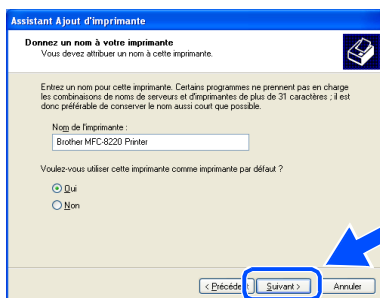 Assistant Ajout d'imprimante
Donnez un nom à votre imprimante
Vous devez attribuer un nom à cette imprimante.
Entrez un nom pour cette imprimante. Certains programmes ne prennent pas en charge
les combinaisons de noms de serveurs et d'imprimantes de plus de 31 caractères ; il est
donc préférable de conserver le nom aussi court que possible.
Nom de l'imprimante :
Brother MFC-8220 Printer
Voulez-vous utiliser cette imprimante comme imprimante par défaut ?
Oui
Non
< Précéde t Suivant > Annuler